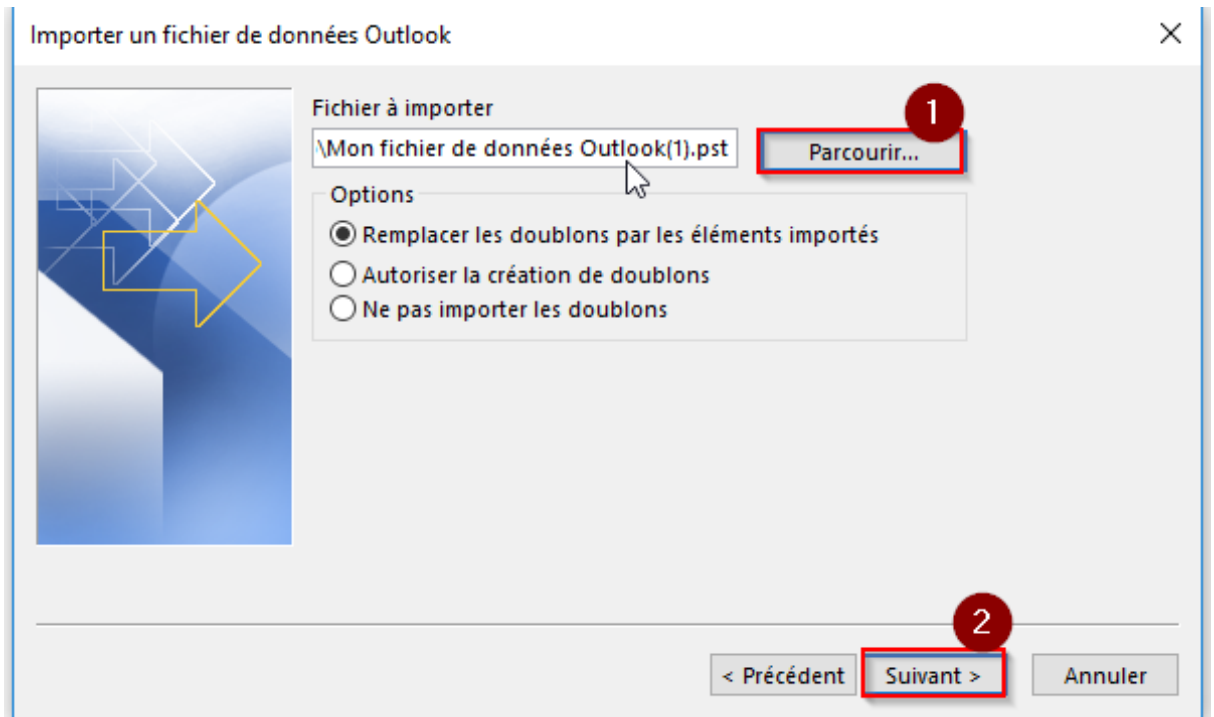 Importer un fichier de données Outlook
Fichier à importer
1
\Mon fichier de données Outlook(1).pst
Parcourir...
Options
Remplacer les doublons par les éléments importés
Autoriser la création de doublons
Ne pas importer les doublons
2
< Précédent
Suivant >
Annuler